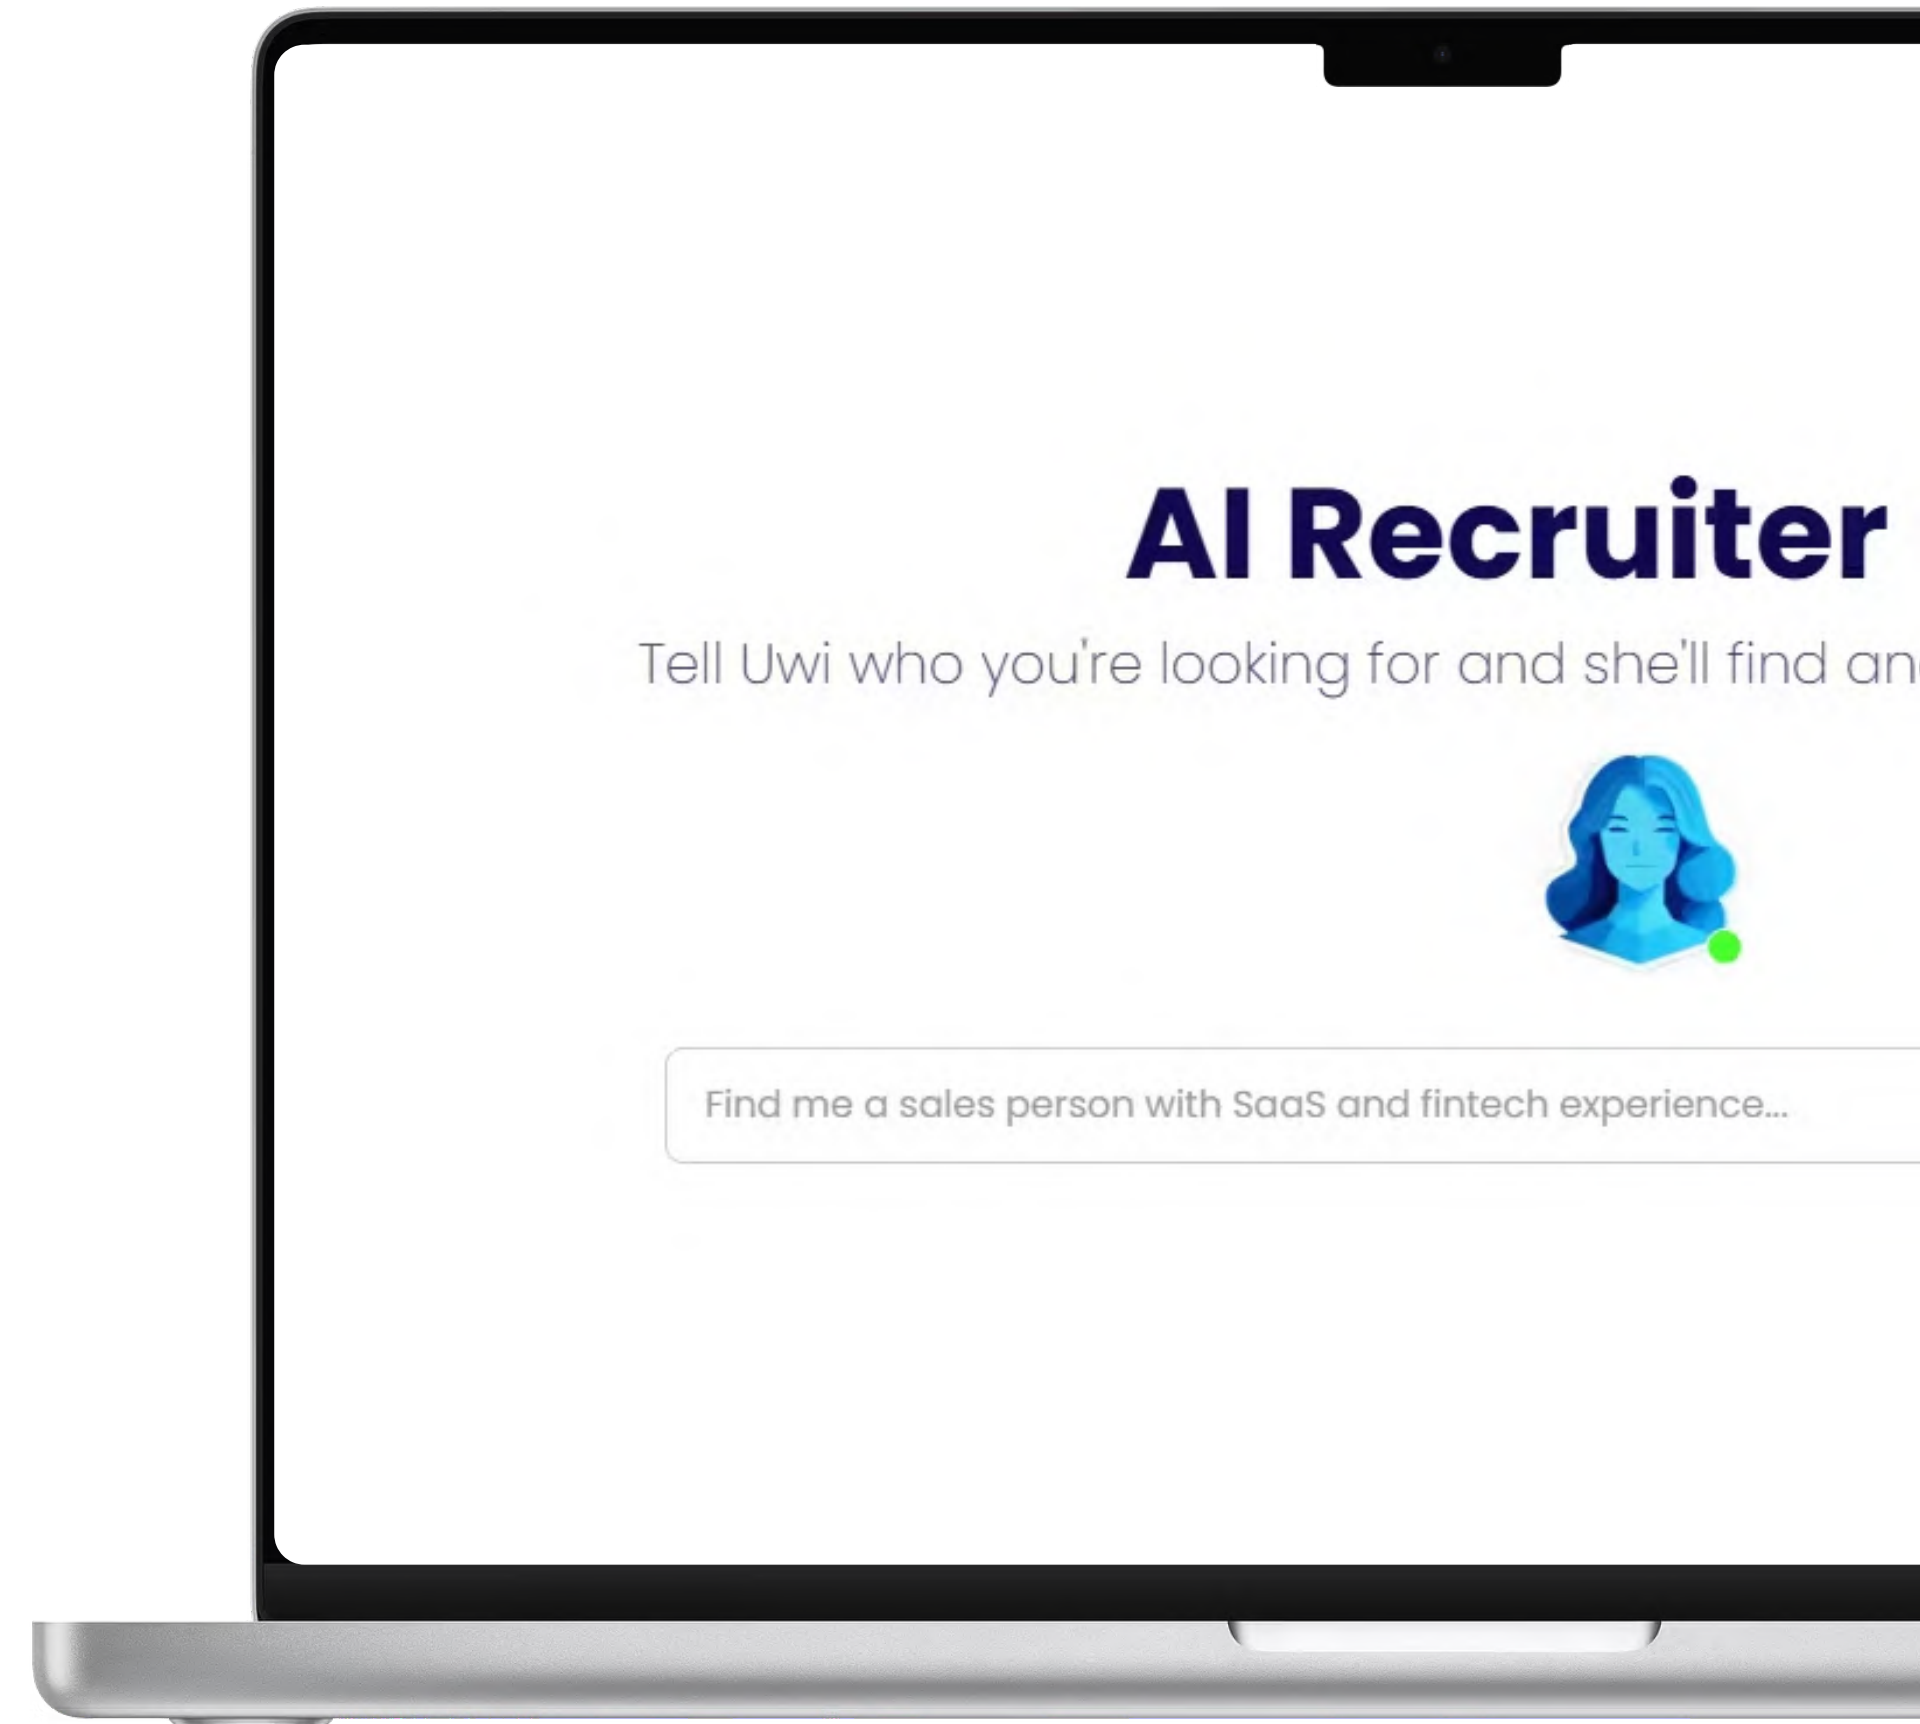 AI Recruiter
Tell Uwi who you're looking for and she'll find
Find me a sales person with SaaS and fintech experience...